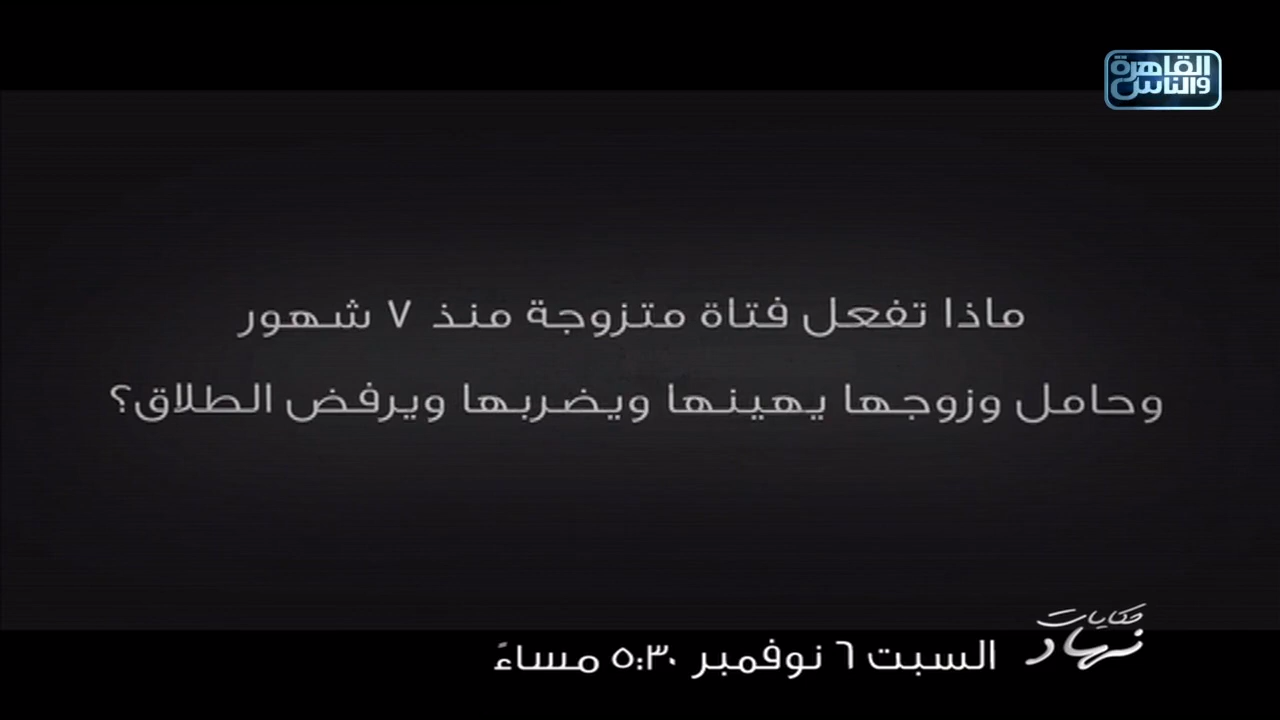 القاهرة
والناس
ماذا تفعل فتاة متزوجة منذ ٧ شهور
وحامل وزوجها يهينها ويضربها ويرفض الطلاق؟
حكايات
نهاد
السبت ٦ نوفمبر ٥:٣٠ مساءً